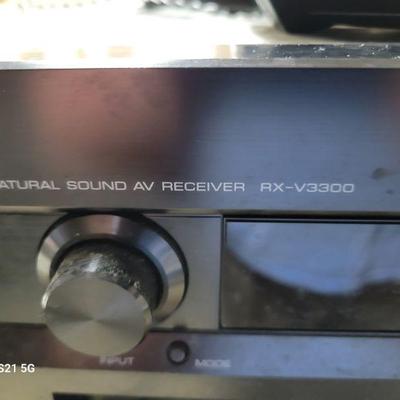 ATURAL SOUND AV RECEIVER RX-V3300
INPUT MODE
S21 5G